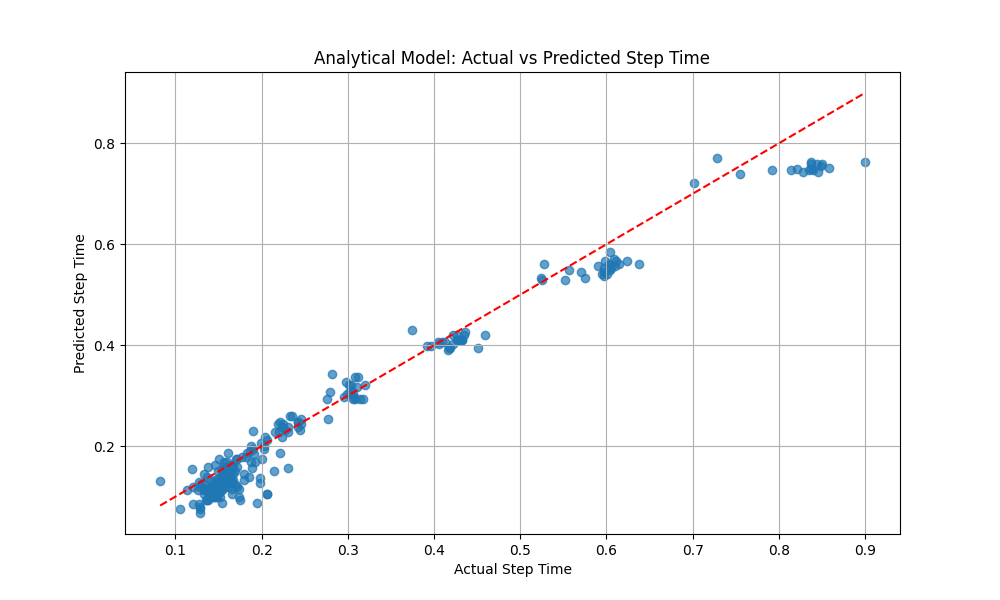 Analytical Model: Actual vs Predicted Step Time
Predicted Step Time
0.8
0.6
0.4
0.2
0.1 0.2 0.3 0.4 0.5 0.6 0.7 0.8 0.9
Actual Step Time